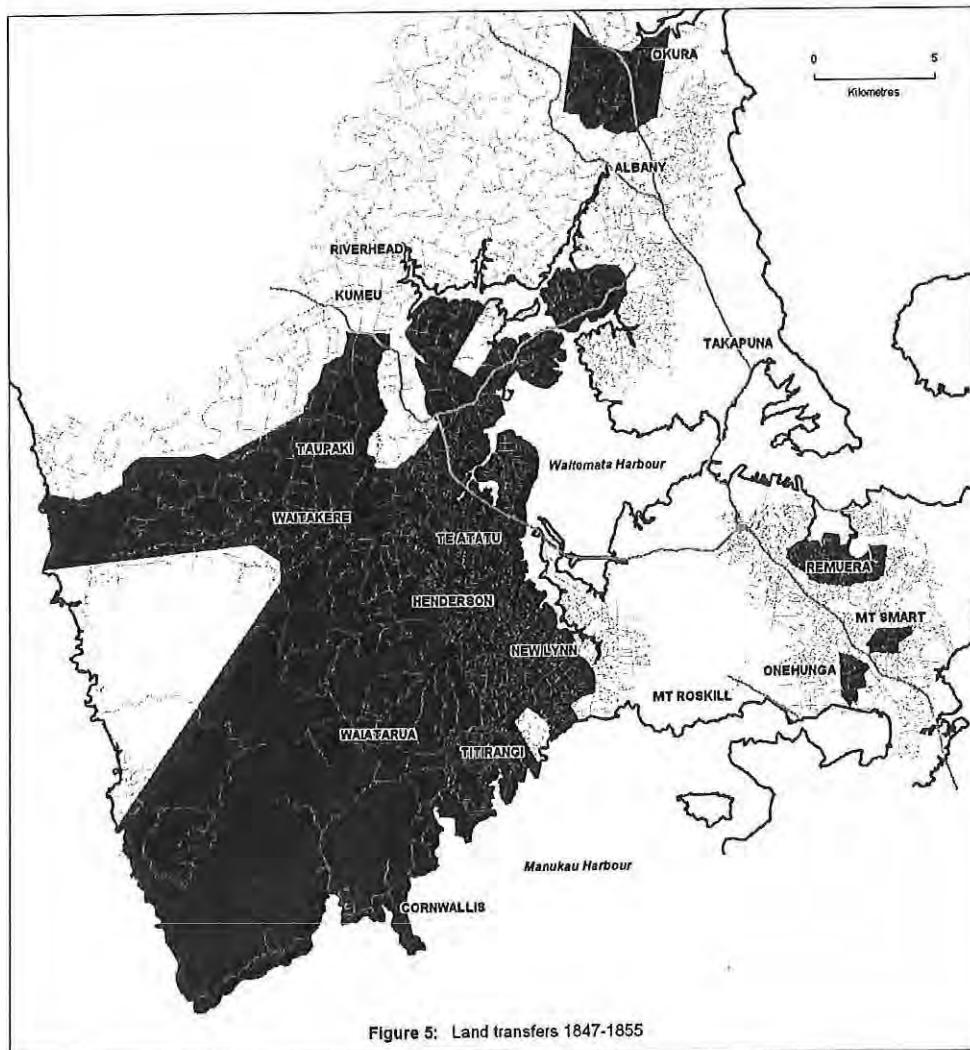 OKURA
0 5
Kilometres
ALBANY
RIVERHEAD
KUMEU
TAKAPUNA
TAUPAKI
Waitemata Harbour
WAITAKERE
TE ATATU
REMUERA
HENDERSON
MT SMART
NEW LYNN
ONEHUNGA
MT ROSKILL
WAIATARUA
TITIRANGI
Manukau Harbour
CORNWALLIS
Figure 5: Land transfers 1847-1855